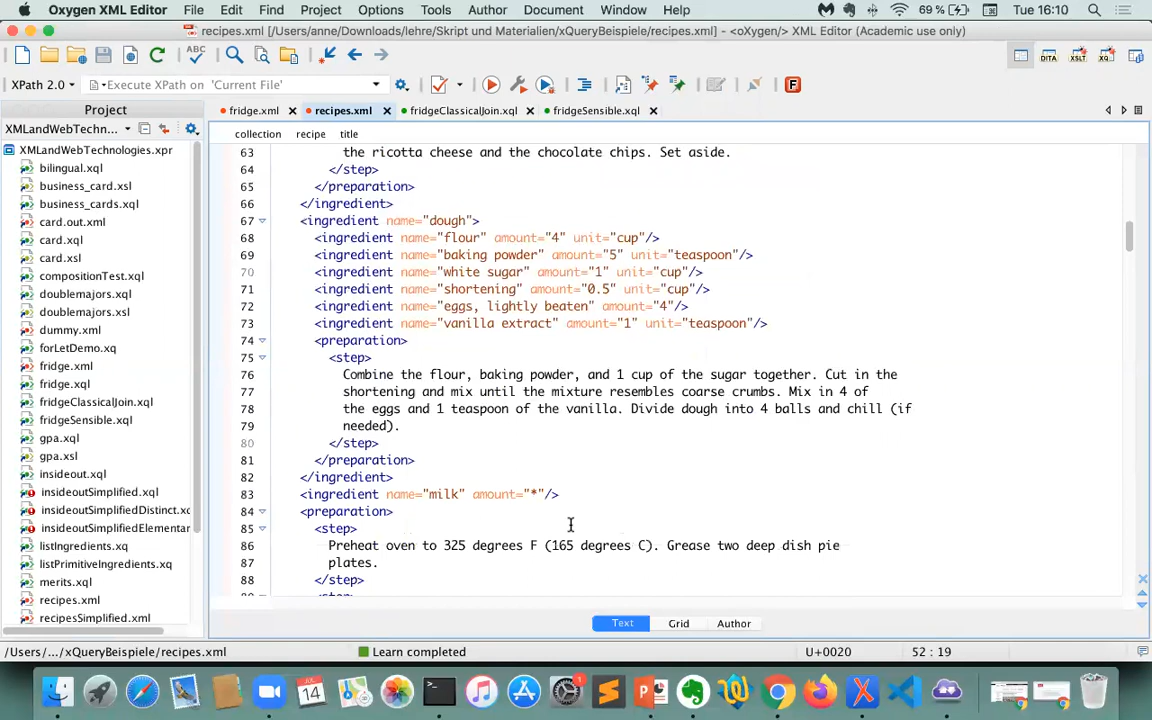 Oxygen XML Editor File Edit Find Project Options Tools Author Document Window Help 69% Tue 16:10
recipes.xml [/Users/anne/Downloads/lehre/Skript und Materialien/xQueryBeispiele/recipes.xml] - <oXygen/> XML Editor (Academic use only)
ABC DITA XSLT XQ
XPath 2.0 Execute XPath on 'Current File' F
Project fridge.xml recipes.xml fridgeClassicalJoin.xql fridgeSensible.xql
XMLandWebTechn...
collection recipe title
XMLandWebTechnologies.xpr
bilingual.xql
business_card.xsl
business_cards.xql
card.out.xml
card.xql
card.xsl
compositionTest.xql
doublemajors.xql
doublemajors.xsl
dummy.xml
forLetDemo.xq
fridge.xml
fridge.xql
fridgeClassicalJoin.xql
fridgeSensible.xql
gpa.xql
gpa.xsl
insideout.xql
insideoutSimplified.xql
insideoutSimplifiedDistinct.xc
insideoutSimplifiedElementar
listIngredients.xq
listPrimitiveIngredients.xq
merits.xql
recipes.xml
recipesSimplified.xml
63 the ricotta cheese and the chocolate chips. Set aside.
64 </step>
65 </preparation>
66 </ingredient>
67 <ingredient name="dough">
68 <ingredient name="flour" amount="4" unit="cup"/>
69 <ingredient name="baking powder" amount="5" unit="teaspoon"/>
70 <ingredient name="white sugar" amount="1" unit="cup"/>
71 <ingredient name="shortening" amount="0.5" unit="cup"/>
72 <ingredient name="eggs, lightly beaten" amount="4"/>
73 <ingredient name="vanilla extract" amount="1" unit="teaspoon"/>
74 <preparation>
75 <step>
76 Combine the flour, baking powder, and 1 cup of the sugar together. Cut in the
77 shortening and mix until the mixture resembles coarse crumbs. Mix in 4 of
78 the eggs and 1 teaspoon of the vanilla. Divide dough into 4 balls and chill (if
79 needed).
80 </step>
81 </preparation>
82 </ingredient>
83 <ingredient name="milk" amount="*"/>
84 <preparation>
85 <step>
86 Preheat oven to 325 degrees F (165 degrees C). Grease two deep dish pie
87 plates.
88 </step>
Text Grid Author
/Users/.../xQueryBeispiele/recipes.xml Learn completed U+0020 52 : 19
JUL
14
1